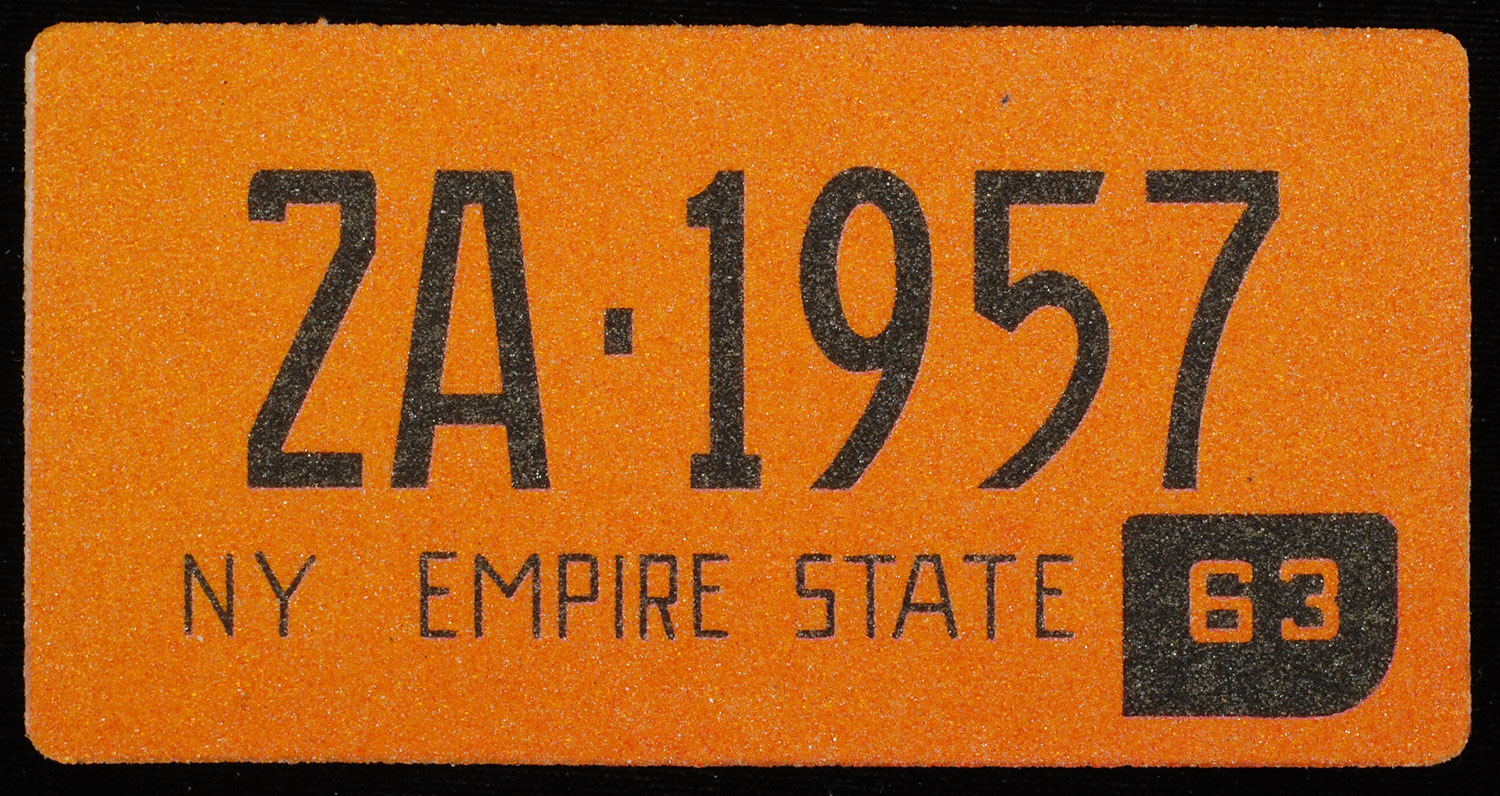 ZA·1957
NY EMPIRE STATE 63